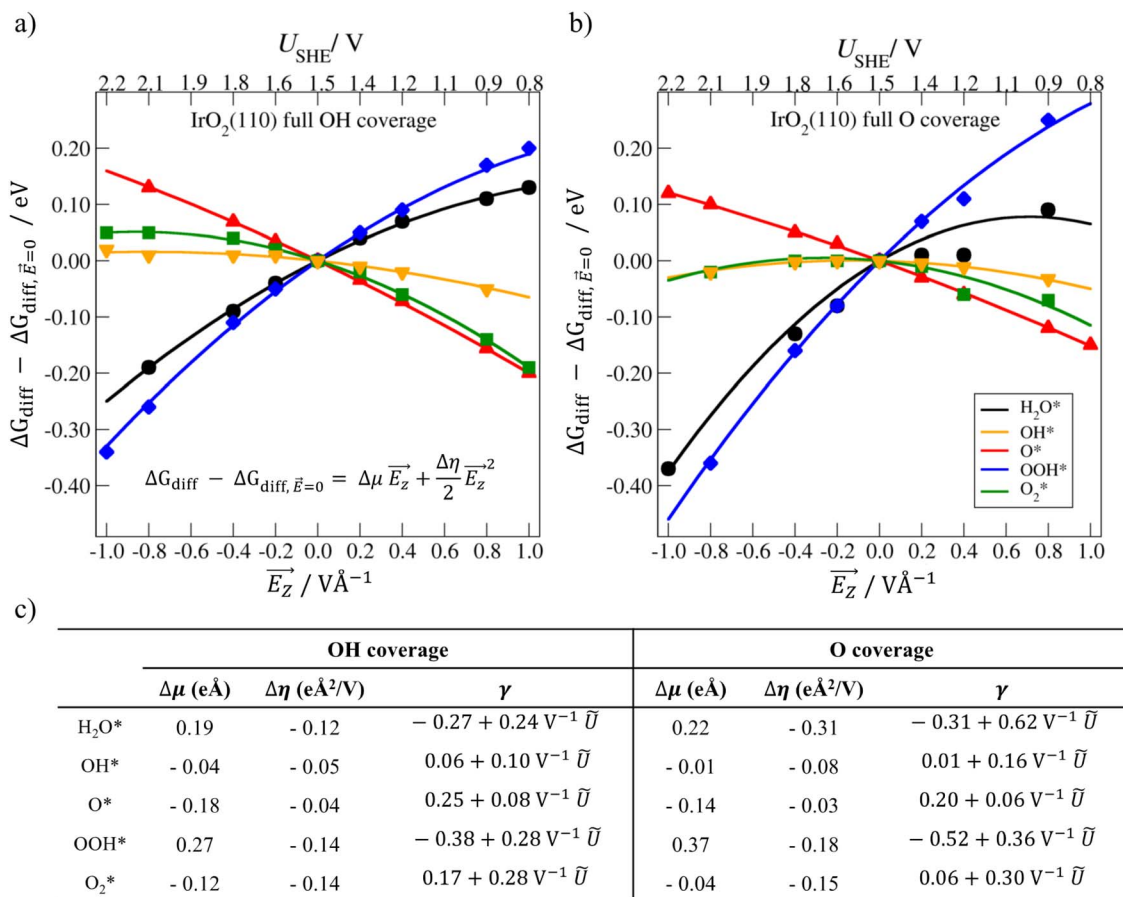 a)
U_SHE / V
2.2 2.1 1.9 1.8 1.6 1.5 1.4 1.2 1.1 0.9 0.8
IrO₂(110) full OH coverage
0.20
0.10
0.00
-0.10
-0.20
-0.30
-0.40
ΔG_diff − ΔG_diff,E⃗=0 / eV
ΔG_diff − ΔG_diff,E⃗=0 = Δμ E_Z⃗ + Δη/2 E_Z⃗²
-1.0 -0.8 -0.6 -0.4 -0.2 0.0 0.2 0.4 0.6 0.8 1.0
E_Z⃗ / VÅ⁻¹
b)
U_SHE / V
2.2 2.1 1.9 1.8 1.6 1.5 1.4 1.2 1.1 0.9 0.8
IrO₂(110) full O coverage
0.20
0.10
0.00
-0.10
-0.20
-0.30
-0.40
ΔG_diff − ΔG_diff,E⃗=0 / eV
H₂O*
OH*
O*
OOH*
O₂*
-1.0 -0.8 -0.6 -0.4 -0.2 0.0 0.2 0.4 0.6 0.8 1.0
E_Z⃗ / VÅ⁻¹
c)
OH coverage O coverage
Δμ (eÅ) Δη (eÅ²/V) γ Δμ (eÅ) Δη (eÅ²/V) γ
H₂O* 0.19 - 0.12 − 0.27 + 0.24 V⁻¹ Ũ 0.22 - 0.31 − 0.31 + 0.62 V⁻¹ Ũ
OH* - 0.04 - 0.05 0.06 + 0.10 V⁻¹ Ũ - 0.01 - 0.08 0.01 + 0.16 V⁻¹ Ũ
O* - 0.18 - 0.04 0.25 + 0.08 V⁻¹ Ũ - 0.14 - 0.03 0.20 + 0.06 V⁻¹ Ũ
OOH* 0.27 - 0.14 − 0.38 + 0.28 V⁻¹ Ũ 0.37 - 0.18 − 0.52 + 0.36 V⁻¹ Ũ
O₂* - 0.12 - 0.14 0.17 + 0.28 V⁻¹ Ũ - 0.04 - 0.15 0.06 + 0.30 V⁻¹ Ũ